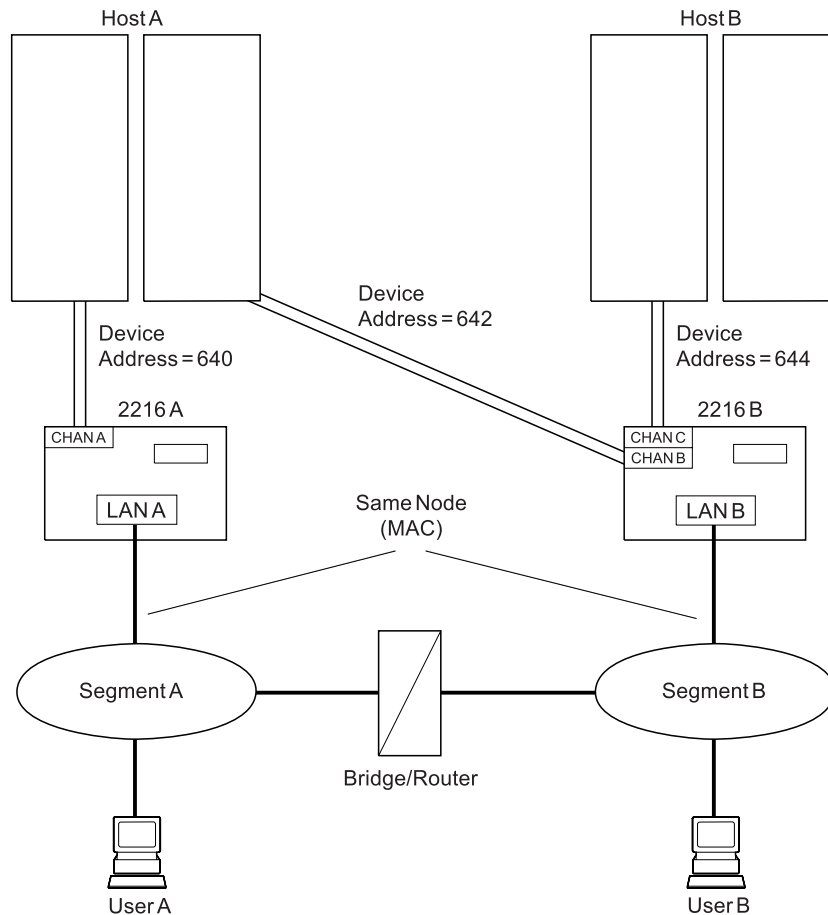 Host A
Host B
Device
Address = 642
Device
Address = 640
Device
Address = 644
2216 A
2216 B
CHAN A
CHAN C
CHAN B
LAN A
Same Node
(MAC)
LAN B
Segment A
Segment B
Bridge/Router
User A
User B